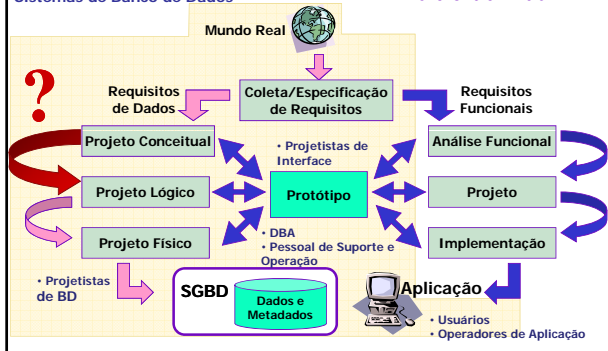 Sistemas de Banco de Dados
Mundo Real
?
Requisitos
de Dados
Coleta/Especificação
de Requisitos
Requisitos
Funcionais
Projeto Conceitual
• Projetistas de
Interface
Análise Funcional
Projeto Lógico
Protótipo
Projeto
Projeto Físico
• DBA
• Pessoal de Suporte e
Operação
Implementação
• Projetistas
de BD
SGBD
Dados e
Metadados
Aplicação
• Usuários
• Operadores de Aplicação